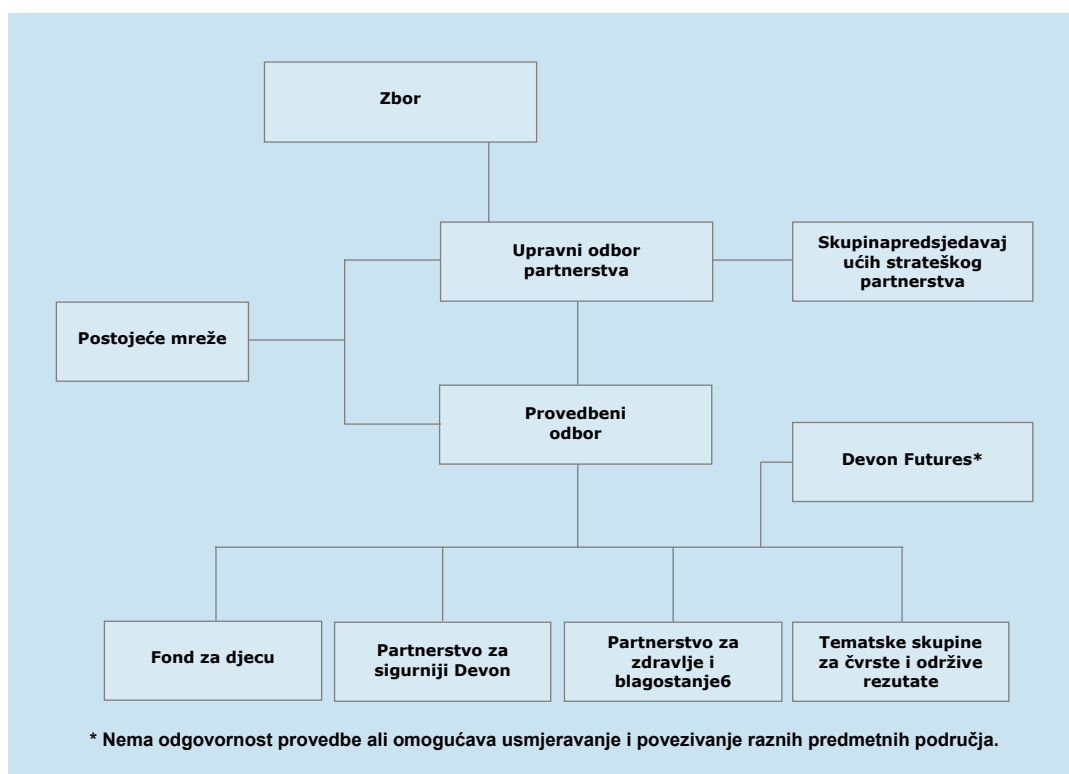 Zbor
Upravni odbor
partnerstva
Skupinapredsjedavaj
ućih strateškog
partnerstva
Postojeće mreže
Provedbeni
odbor
Devon Futures*
Fond za djecu
Partnerstvo za
sigurniji Devon
Partnerstvo za
zdravlje i
blagostanje6
Tematske skupine
za čvrste i održive
rezutate
* Nema odgovornost provedbe ali omogućava usmjeravanje i povezivanje raznih predmetnih područja.